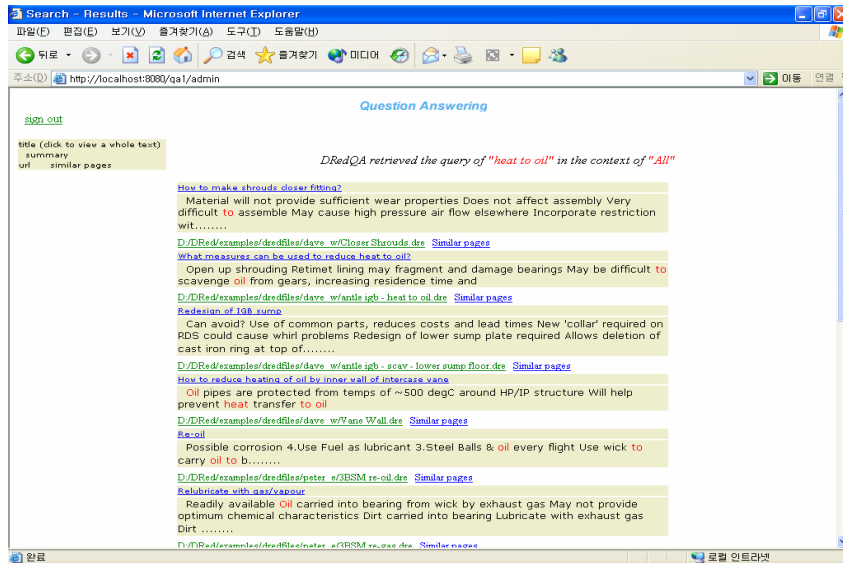 Search - Results - Microsoft Internet Explorer
파일(F) 편집(E) 보기(V) 즐겨찾기(A) 도구(T) 도움말(H)
뒤로 검색 즐겨찾기 미디어
주소(D) http://localhost:8080/qa1/admin 이동 연결
Question Answering
sign out
title (click to view a whole text)
summary
url similar pages
DRedQA retrieved the query of "heat to oil" in the context of "All"
How to make shrouds closer fitting?
Material will not provide sufficient wear properties Does not affect assembly Very
difficult to assemble May cause high pressure air flow elsewhere Incorporate restriction
wit........
D:/DRed/examples/dredfiles/dave_w/Closer Shrouds.dre Similar pages
What measures can be used to reduce heat to oil?
Open up shrouding Retimet lining may fragment and damage bearings May be difficult to
scavenge oil from gears, increasing residence time and
D:/DRed/examples/dredfiles/dave_w/antle igb - heat to oil.dre Similar pages
Redesign of IGB sump
Can avoid? Use of common parts, reduces costs and lead times New 'collar' required on
RDS could cause whirl problems Redesign of lower sump plate required Allows deletion of
cast iron ring at top of........
D:/DRed/examples/dredfiles/dave_w/antle igb - scav - lower sump floor.dre Similar pages
How to reduce heating of oil by inner wall of intercase vane
Oil pipes are protected from temps of ~500 degC around HP/IP structure Will help
prevent heat transfer to oil
D:/DRed/examples/dredfiles/dave_w/Vane Wall.dre Similar pages
Re-oil
Possible corrosion 4.Use Fuel as lubricant 3.Steel Balls & oil every flight Use wick to
carry oil to b........
D:/DRed/examples/dredfiles/peter_e/3BSM re-oil.dre Similar pages
Relubricate with gas/vapour
Readily available Oil carried into bearing from wick by exhaust gas May not provide
optimum chemical characteristics Dirt carried into bearing Lubricate with exhaust gas
Dirt ........
D:/DRed/examples/dredfiles/peter_e/3BSM re-gas.dre Similar pages
완료 로컬 인트라넷